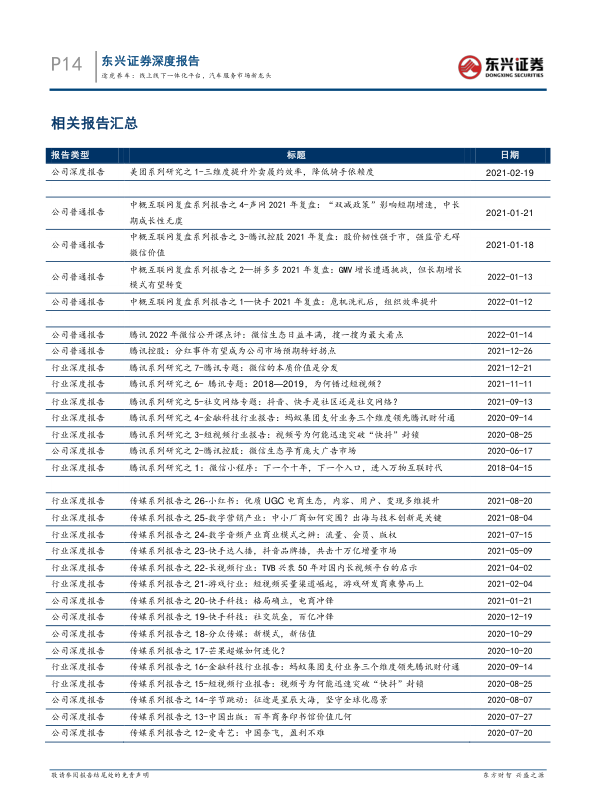 P14
东兴证券深度报告
途虎养车：线上线下一体化平台，汽车服务市场新龙头
东兴证券
DONGXING SECURITIES
相关报告汇总
报告类型 标题 日期
公司深度报告 美团系列研究之 1-三维度提升外卖履约效率，降低骑手依赖度 2021-02-19
中概互联网复盘系列报告之 4-声网 2021 年复盘：“双减政策”影响短期增速，中长
公司普通报告 2021-01-21
期成长性无虞
中概互联网复盘系列报告之 3-腾讯控股 2021 年复盘：股价韧性强于市，强监管无碍
公司普通报告 2021-01-18
微信价值
中概互联网复盘系列报告之 2—拼多多 2021 年复盘：GMV 增长遭遇挑战，但长期增长
公司普通报告 2022-01-13
模式有望转变
公司普通报告 中概互联网复盘系列报告之 1—快手 2021 年复盘：危机洗礼后，组织效率提升 2022-01-12
公司普通报告 腾讯 2022 年微信公开课点评：微信生态日益丰满，搜一搜为最大看点 2022-01-14
公司普通报告 腾讯控股：分红事件有望成为公司市场预期转好拐点 2021-12-26
行业深度报告 腾讯系列研究之 7-腾讯专题：微信的本质价值是分发 2021-12-21
行业深度报告 腾讯系列研究之 6- 腾讯专题：2018—2019，为何错过短视频？ 2021-11-11
行业深度报告 腾讯系列研究之 5-社交网络专题：抖音、快手是社区还是社交网络？ 2021-09-13
行业深度报告 腾讯系列研究之 4-金融科技行业报告：蚂蚁集团支付业务三个维度领先腾讯财付通 2020-09-14
行业深度报告 腾讯系列研究之 3-短视频行业报告：视频号为何能迅速突破“快抖”封锁 2020-08-25
公司深度报告 腾讯系列研究之 2-腾讯控股：微信生态孕育庞大广告市场 2020-06-17
行业深度报告 腾讯系列研究之 1：微信小程序：下一个十年，下一个入口，进入万物互联时代 2018-04-15
行业深度报告 传媒系列报告之 26-小红书：优质 UGC 电商生态，内容、用户、变现多维提升 2021-08-20
行业深度报告 传媒系列报告之 25-数字营销产业：中小厂商如何突围？出海与技术创新是关键 2021-08-04
行业深度报告 传媒系列报告之 24-数字音频产业商业模式之辨：流量、会员、版权 2021-07-15
行业深度报告 传媒系列报告之 23-快手达人播，抖音品牌播，共击十万亿增量市场 2021-05-09
行业深度报告 传媒系列报告之 22-长视频行业：TVB 兴衰 50 年对国内长视频平台的启示 2021-04-02
行业深度报告 传媒系列报告之 21-游戏行业：短视频买量渠道崛起，游戏研发商乘势而上 2021-02-04
公司深度报告 传媒系列报告之 20-快手科技：格局确立，电商冲锋 2021-01-21
公司深度报告 传媒系列报告之 19-快手科技：社交筑垒，百亿冲锋 2020-12-19
公司深度报告 传媒系列报告之 18-分众传媒：新模式，新估值 2020-10-29
公司深度报告 传媒系列报告之 17-芒果超媒如何进化？ 2020-10-20
行业深度报告 传媒系列报告之 16-金融科技行业报告：蚂蚁集团支付业务三个维度领先腾讯财付通 2020-09-14
行业深度报告 传媒系列报告之 15-短视频行业报告：视频号为何能迅速突破“快抖”封锁 2020-08-25
公司深度报告 传媒系列报告之 14-字节跳动：征途是星辰大海，坚守全球化愿景 2020-08-07
公司深度报告 传媒系列报告之 13-中国出版：百年商务印书馆价值几何 2020-07-27
公司深度报告 传媒系列报告之 12-爱奇艺：中国奈飞，盈利不难 2020-07-20
敬请参阅报告结尾处的免责声明 东方财智 兴盛之源